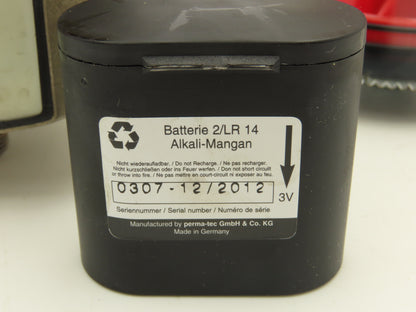 Batterie 2/LR 14
Alkali-Mangan
Nicht wiederaufladbar. / Do not Recharge. / Ne pas recharger.
Nicht kurzschließen oder ins Feuer werfen. / Don not short circuit
or throw into fire. / Ne pas mettre en court-circuit ni exposer au feu.
0307-12/2012
3V
Seriennummer / Serial number / Numéro de série
Manufactured by perma-tec GmbH & Co. KG
Made in Germany